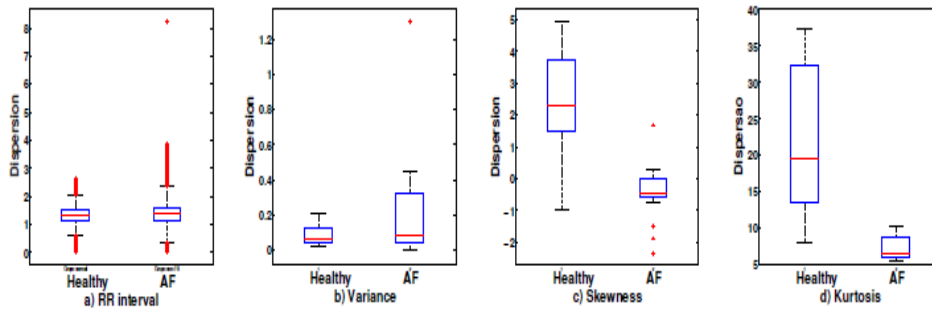 Dispersion
8
7
6
5
4
3
2
1
0
Healthy
AF
a) RR interval
Dispersion
1.2
1
0.8
0.6
0.4
0.2
0
Healthy
AF
b) Variance
Dispersion
5
4
3
2
1
0
−1
−2
Healthy
AF
c) Skewness
Dispersao
40
35
30
25
20
15
10
5
Healthy
AF
d) Kurtosis